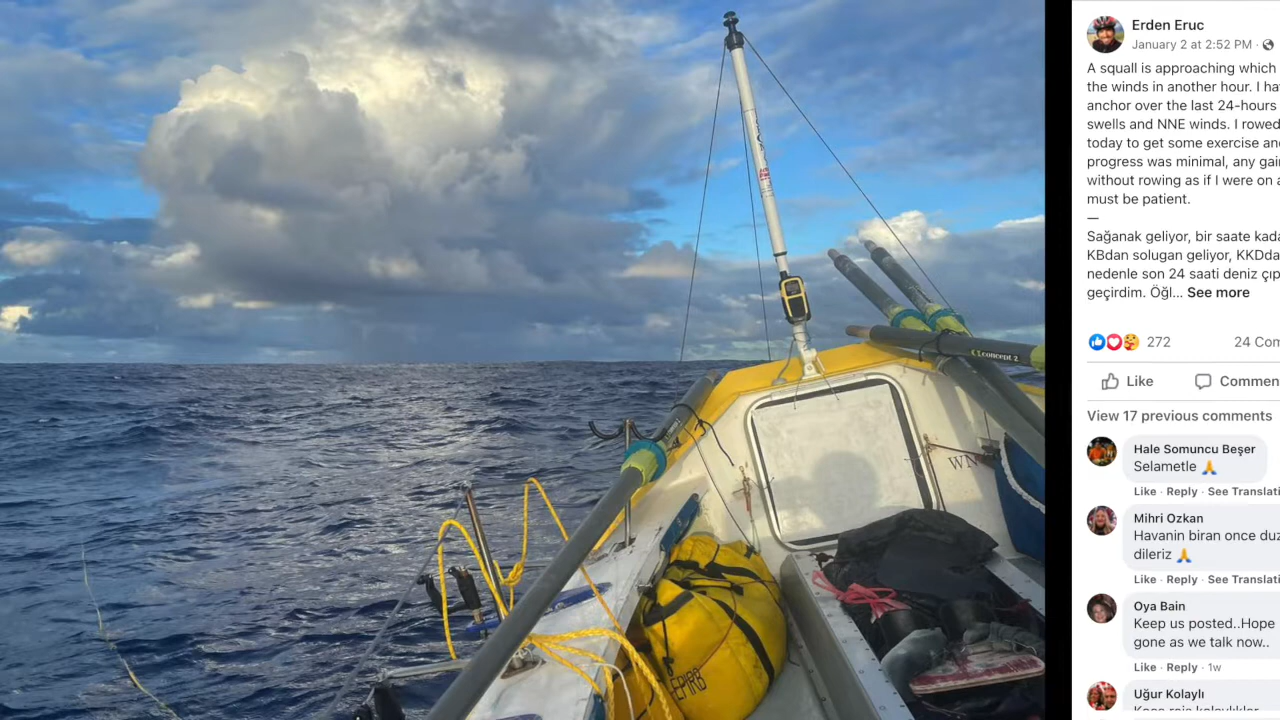 concept 2
EPIRB
Erden Eruc
January 2 at 2:52 PM ·
A squall is approaching which
the winds in another hour. I ha
anchor over the last 24-hours
swells and NNE winds. I rowed
today to get some exercise an
progress was minimal, any gai
without rowing as if I were on a
must be patient.
—
Sağanak geliyor, bir saate kada
KBdan solugan geliyor, KKDda
nedenle son 24 saati deniz çıp
geçirdim. Öğl... See more
272 24 Com
Like Commen
View 17 previous comments
Hale Somuncu Beşer
Selametle 🙏
Like · Reply · See Translati
Mihri Ozkan
Havanin biran once duz
dileriz 🙏
Like · Reply · See Translati
Oya Bain
Keep us posted..Hope
gone as we talk now..
Like · Reply · 1w
Uğur Kolaylı